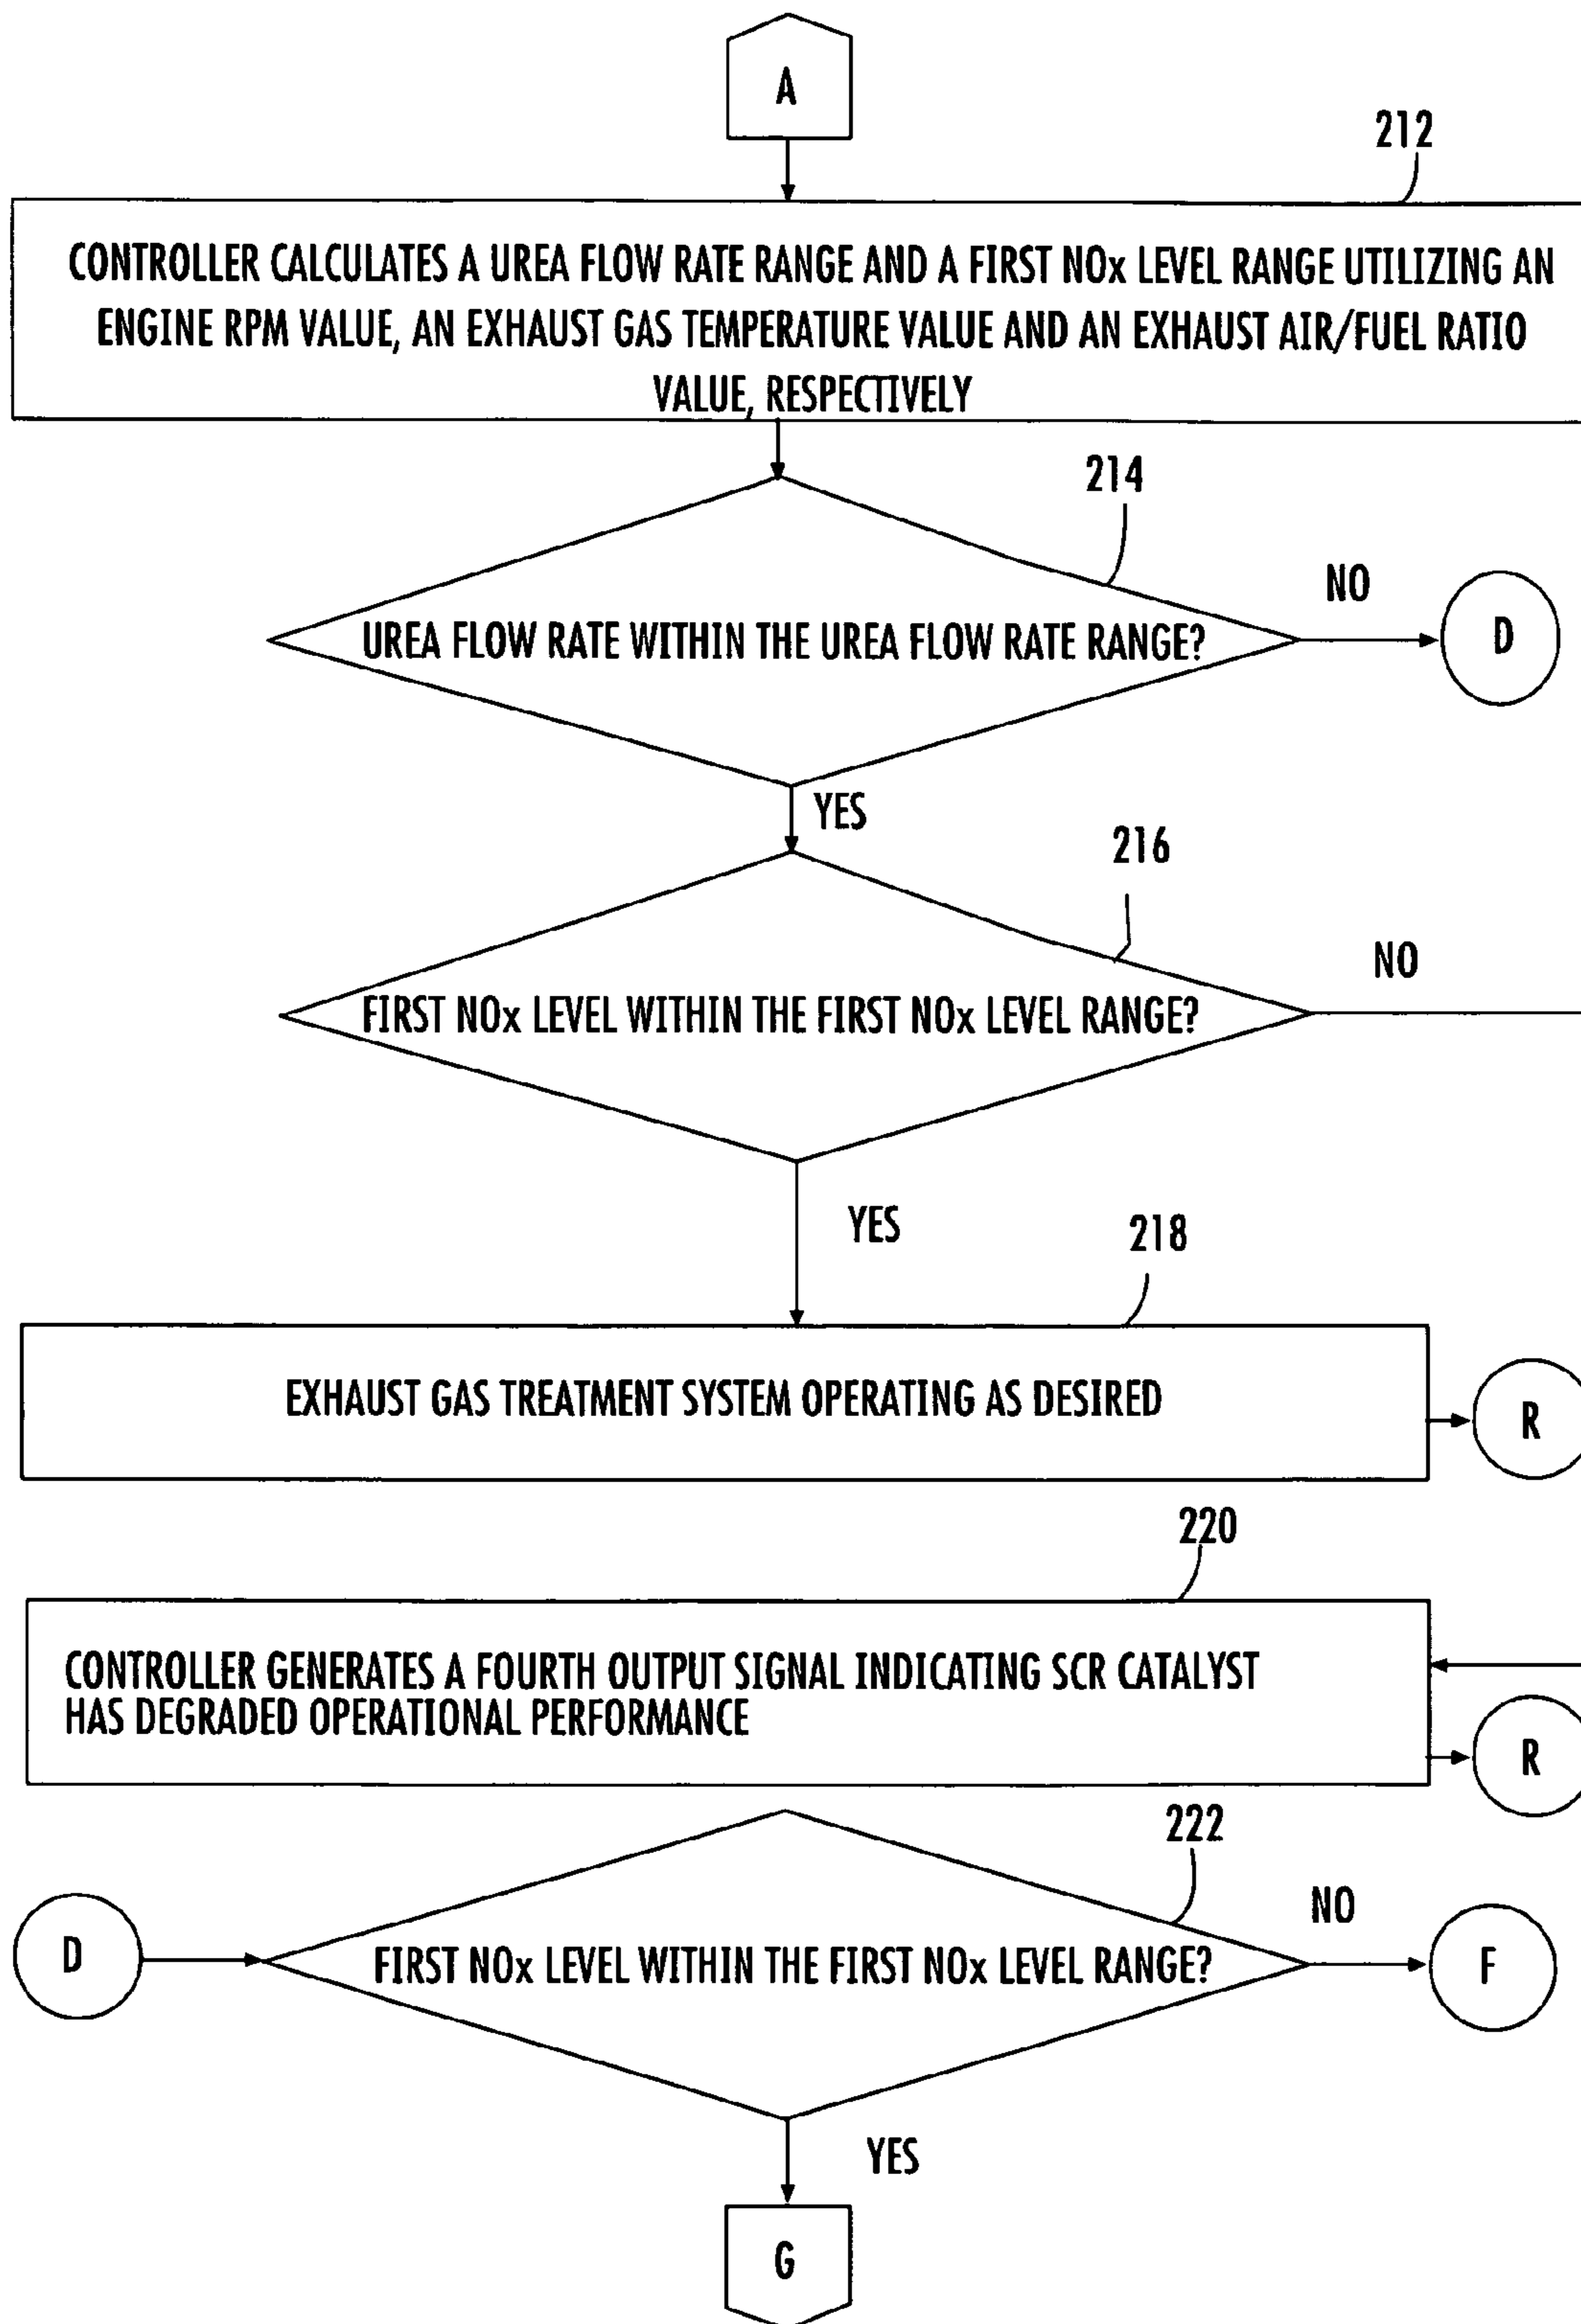 A
212
CONTROLLER CALCULATES A UREA FLOW RATE RANGE AND A FIRST NOx LEVEL RANGE UTILIZING AN
ENGINE RPM VALUE, AN EXHAUST GAS TEMPERATURE VALUE AND AN EXHAUST AIR/FUEL RATIO
VALUE, RESPECTIVELY
214
NO
UREA FLOW RATE WITHIN THE UREA FLOW RATE RANGE?
D
YES
216
NO
FIRST NOx LEVEL WITHIN THE FIRST NOx LEVEL RANGE?
YES
218
EXHAUST GAS TREATMENT SYSTEM OPERATING AS DESIRED
R
220
CONTROLLER GENERATES A FOURTH OUTPUT SIGNAL INDICATING SCR CATALYST
HAS DEGRADED OPERATIONAL PERFORMANCE
R
222
NO
D
FIRST NOx LEVEL WITHIN THE FIRST NOx LEVEL RANGE?
F
YES
G